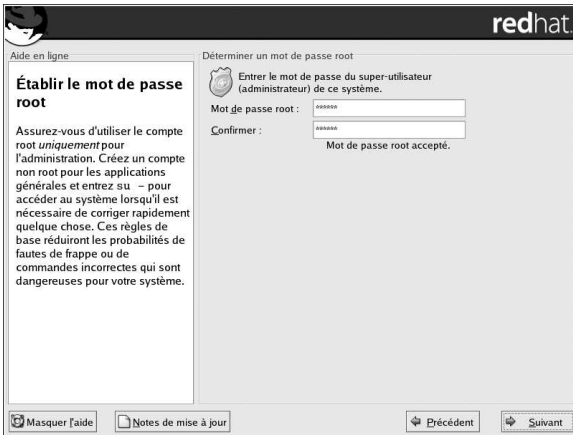 redhat.
Aide en ligne
Établir le mot de passe
root
Assurez-vous d'utiliser le compte
root uniquement pour
l'administration. Créez un compte
non root pour les applications
générales et entrez su – pour
accéder au système lorsqu'il est
nécessaire de corriger rapidement
quelque chose. Ces règles de
base réduiront les probabilités de
fautes de frappe ou de
commandes incorrectes qui sont
dangereuses pour votre système.
Déterminer un mot de passe root
Entrer le mot de passe du super-utilisateur
(administrateur) de ce système.
Mot de passe root : ******
Confirmer : ******
Mot de passe root accepté.
Masquer l'aide
Notes de mise à jour
Précédent
Suivant